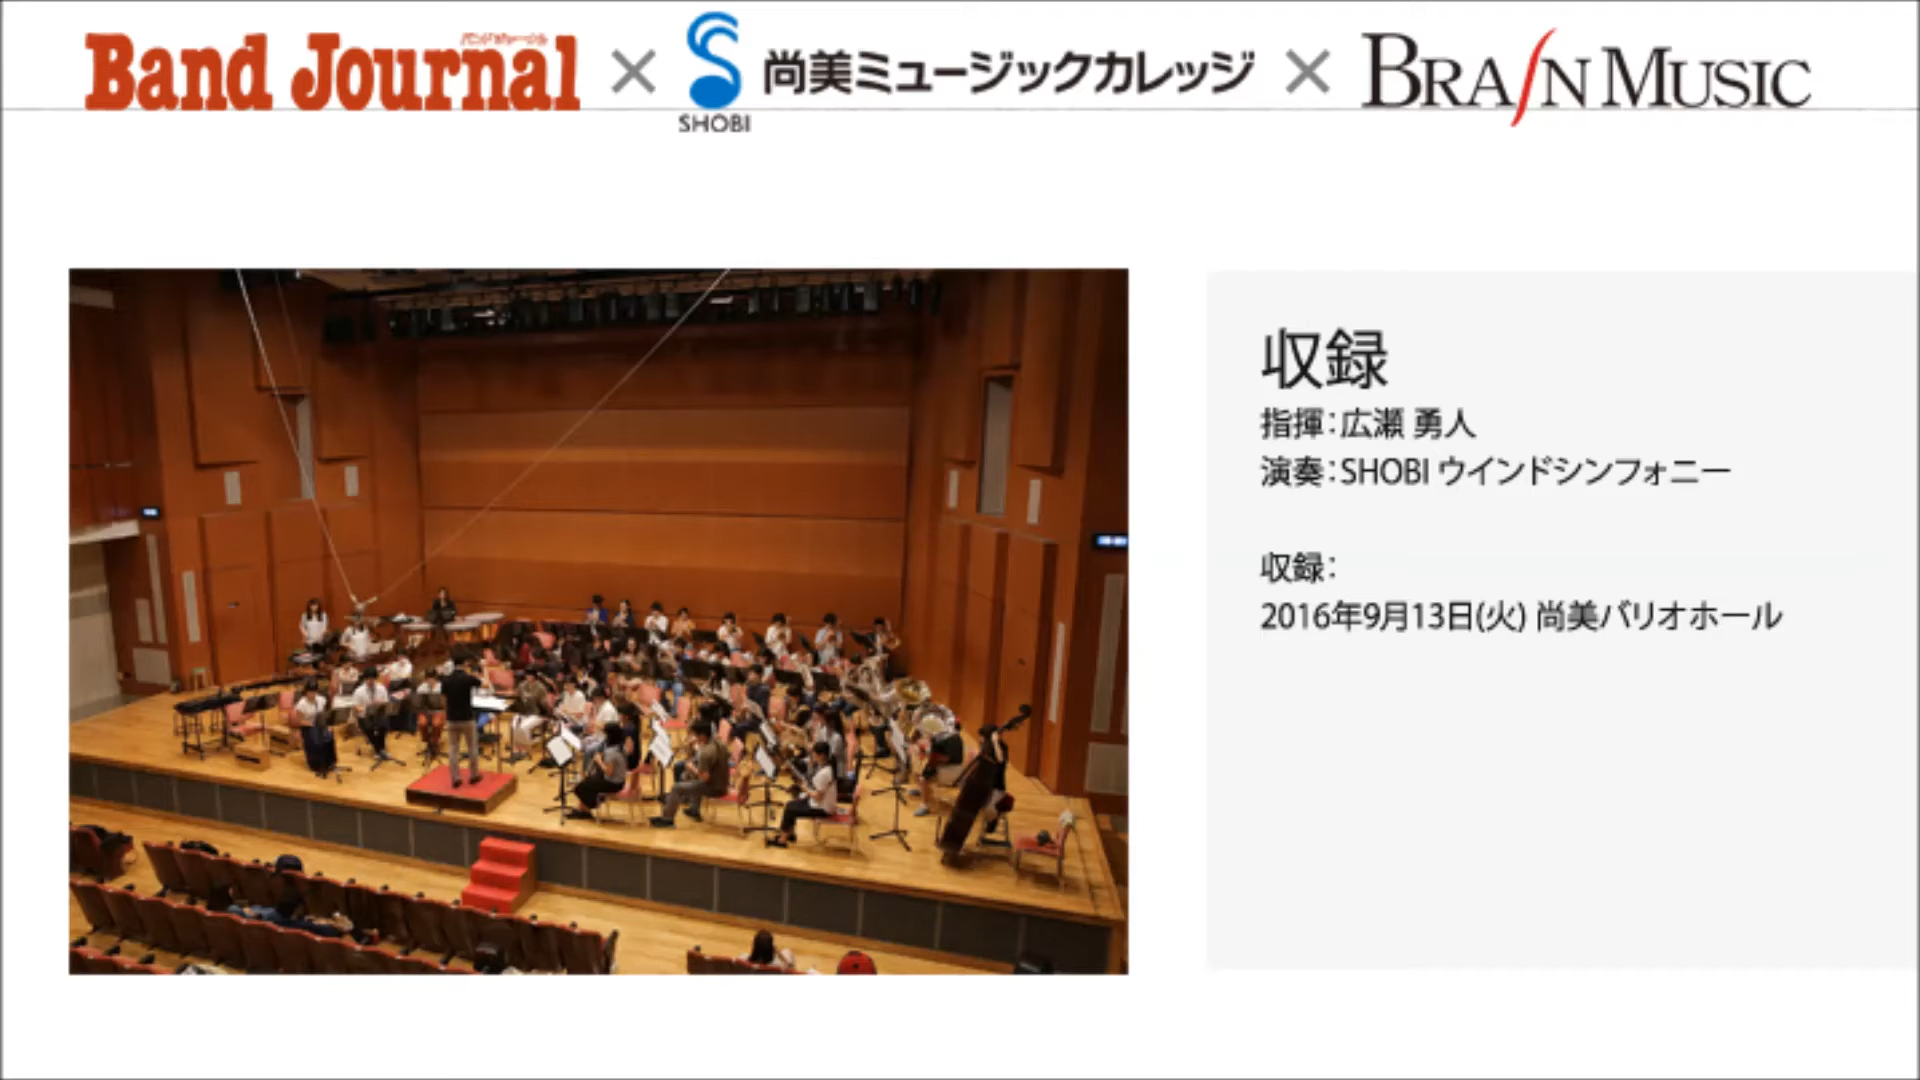 バンドジャーナル
Band Journal × SHOBI 尚美ミュージックカレッジ × BRAIN MUSIC
収録
指揮：広瀬 勇人
演奏：SHOBI ウインドシンフォニー
収録：
2016年9月13日(火) 尚美バリオホール